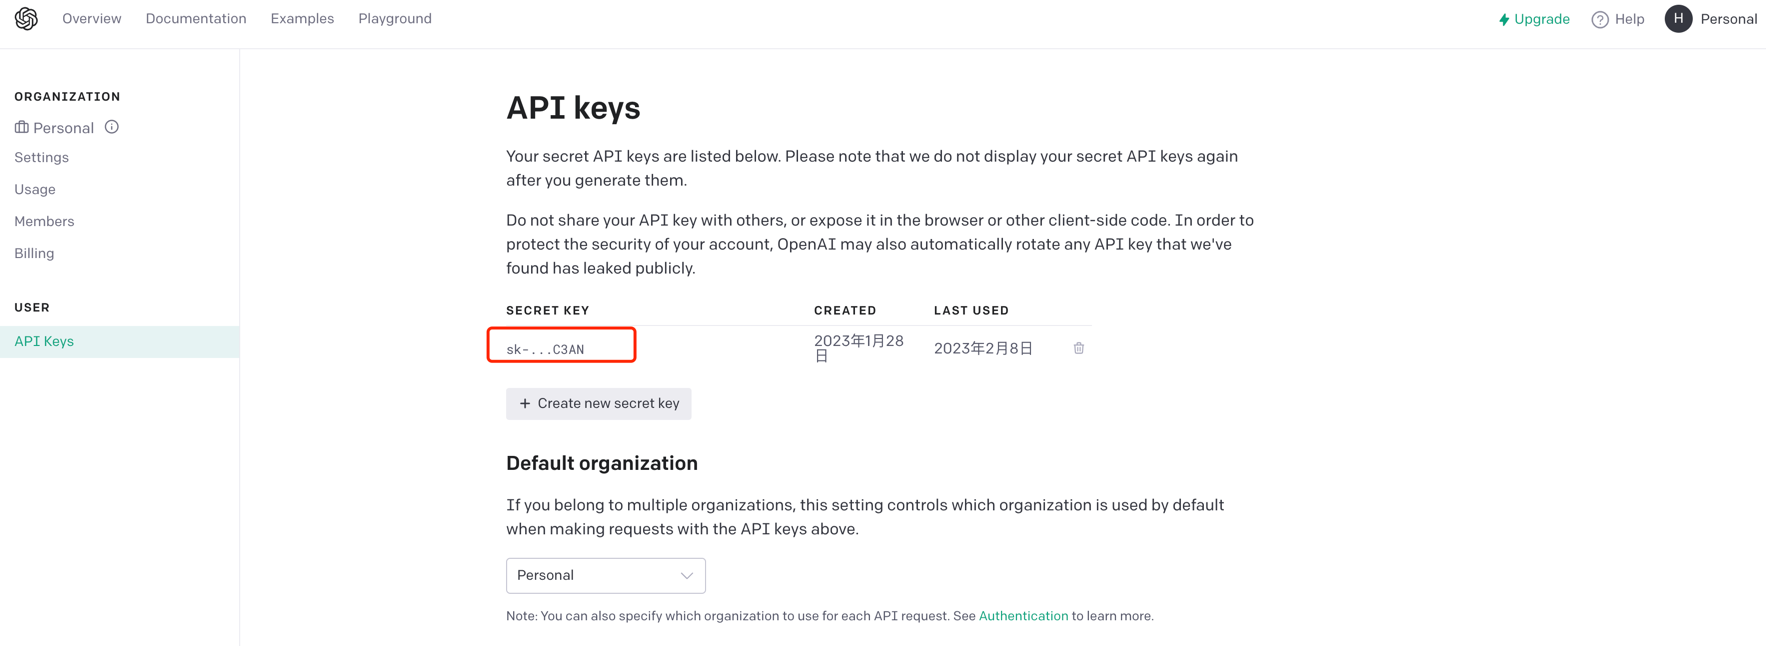 Overview Documentation Examples Playground Upgrade Help H Personal
ORGANIZATION
Personal
Settings
Usage
Members
Billing
USER
API Keys
API keys
Your secret API keys are listed below. Please note that we do not display your secret API keys again
after you generate them.
Do not share your API key with others, or expose it in the browser or other client-side code. In order to
protect the security of your account, OpenAI may also automatically rotate any API key that we've
found has leaked publicly.
SECRET KEY CREATED LAST USED
sk-...C3AN 2023年1月28日 2023年2月8日
+ Create new secret key
Default organization
If you belong to multiple organizations, this setting controls which organization is used by default
when making requests with the API keys above.
Personal
Note: You can also specify which organization to use for each API request. See Authentication to learn more.